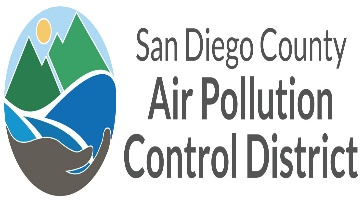 San Diego County
Air Pollution
Control District